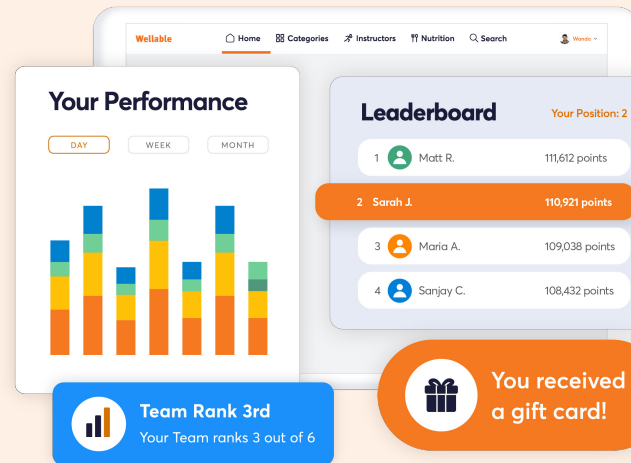 Wellable
Home Categories Instructors Nutrition Search
Wanda
Your Performance
DAY WEEK MONTH
Leaderboard
Your Position: 2
1 Matt R. 111,612 points
2 Sarah J. 110,921 points
3 Maria A. 109,038 points
4 Sanjay C. 108,432 points
Team Rank 3rd
Your Team ranks 3 out of 6
You received
a gift card!